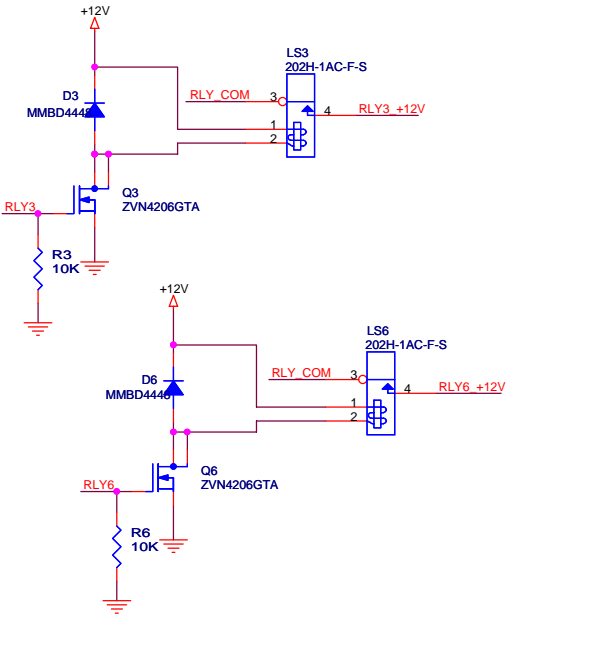 +12V
LS3
202H-1AC-F-S
D3
MMBD4448
RLY_COM
3
4
RLY3_+12V
1
2
Q3
ZVN4206GTA
RLY3
R3
10K
+12V
LS6
202H-1AC-F-S
D6
MMBD4448
RLY_COM
3
4
RLY6_+12V
1
2
Q6
ZVN4206GTA
RLY6
R6
10K